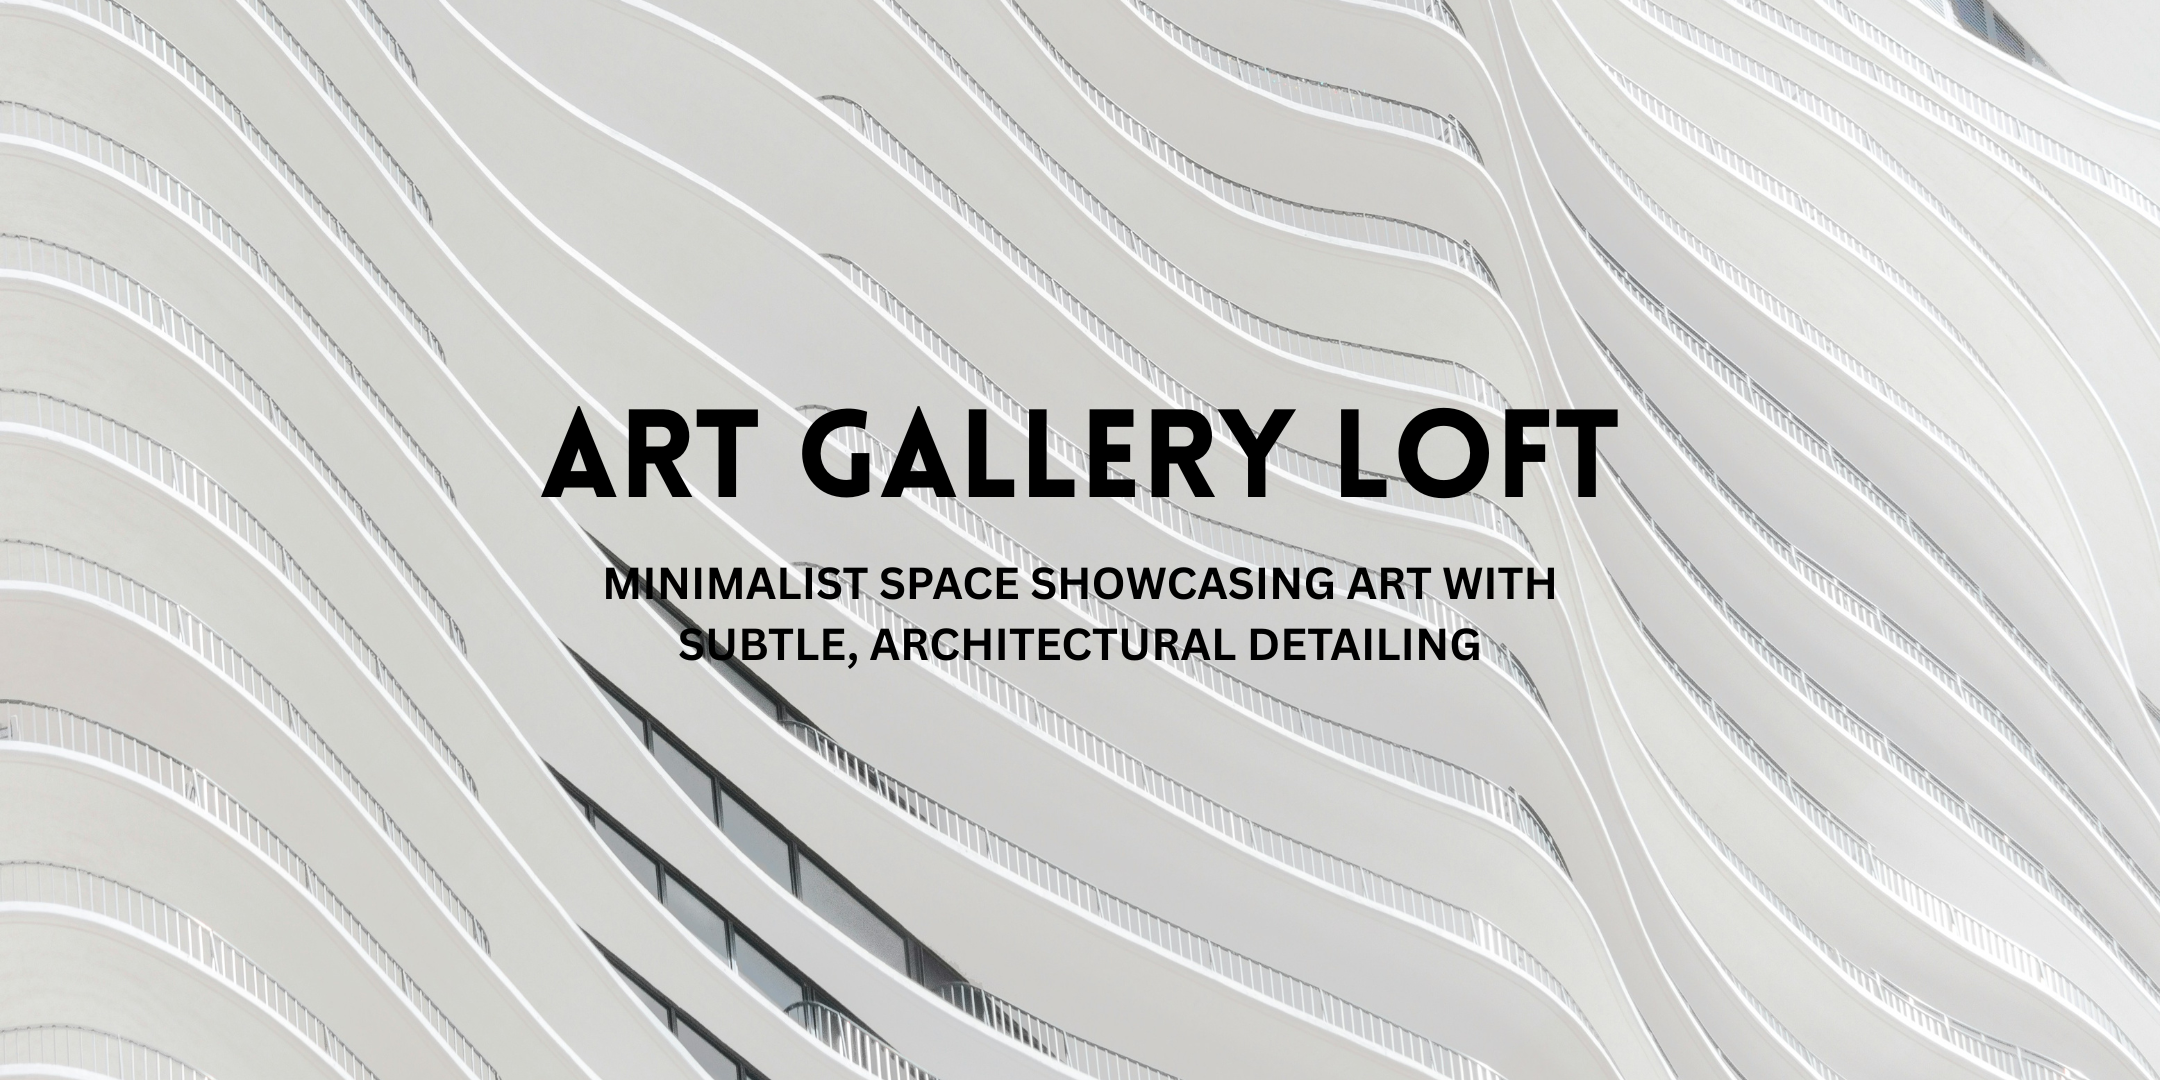 ART GALLERY LOFT
MINIMALIST SPACE SHOWCASING ART WITH
SUBTLE, ARCHITECTURAL DETAILING